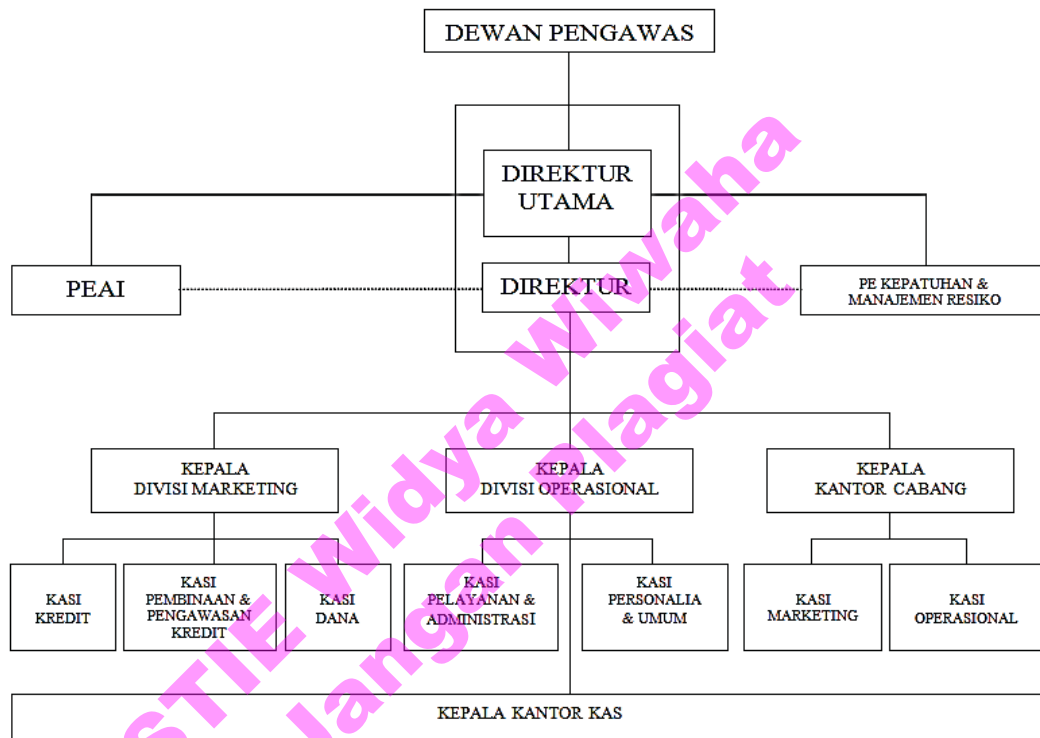 DEWAN PENGAWAS
DIREKTUR
UTAMA
PEAI
DIREKTUR
PE KEPATUHAN &
MANAJEMEN RESIKO
KEPALA
DIVISI MARKETING
KEPALA
DIVISI OPERASIONAL
KEPALA
KANTOR CABANG
KASI
KREDIT
KASI
PEMBINAAN &
PENGAWASAN
KREDIT
KASI
DANA
KASI
PELAYANAN &
ADMINISTRASI
KASI
PERSONALIA
& UMUM
KASI
MARKETING
KASI
OPERASIONAL
KEPALA KANTOR KAS
STIE Widya Wiwaha
Jangan Plagiat